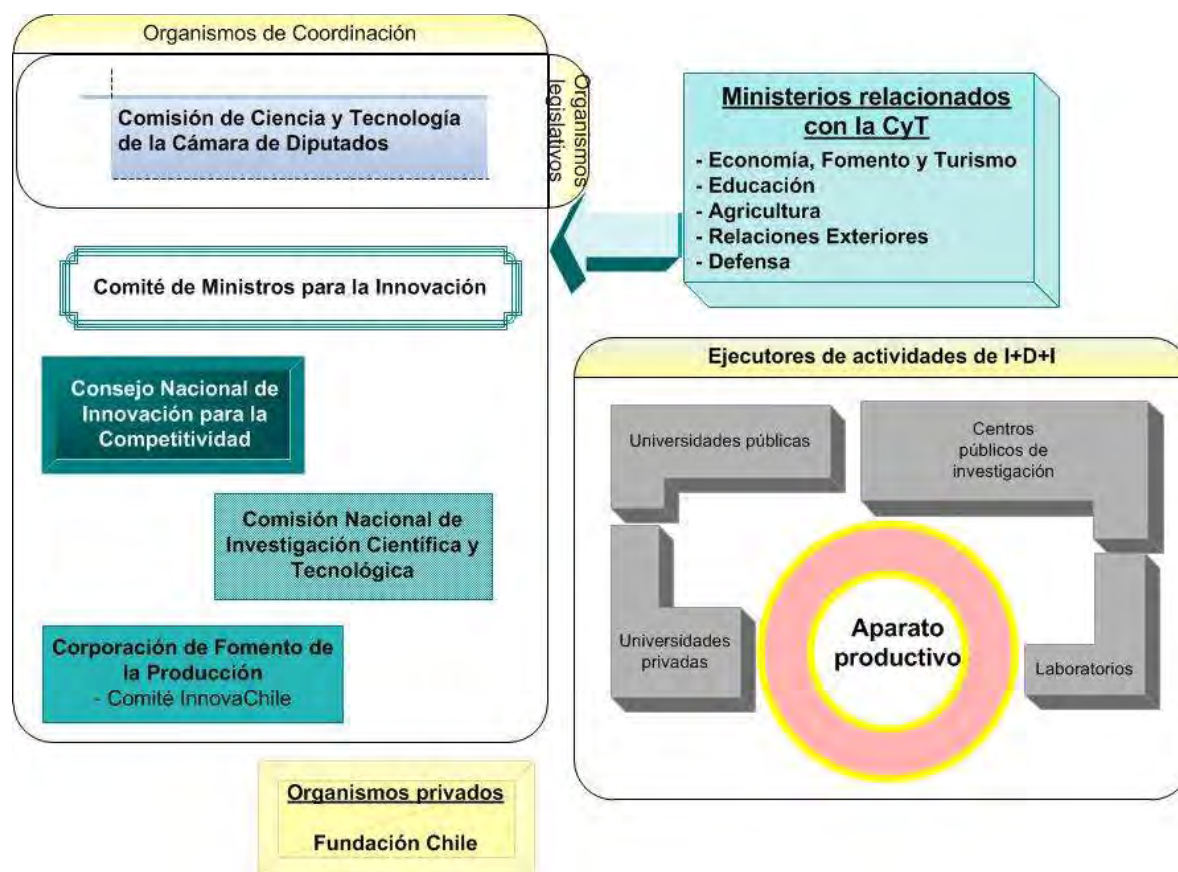 Organismos de Coordinación
Organismos
legislativos
Comisión de Ciencia y Tecnología
de la Cámara de Diputados
Ministerios relacionados
con la CyT
- Economía, Fomento y Turismo
- Educación
- Agricultura
- Relaciones Exteriores
- Defensa
Comité de Ministros para la Innovación
Consejo Nacional de
Innovación para la
Competitividad
Comisión Nacional de
Investigación Científica y
Tecnológica
Corporación de Fomento de
la Producción
- Comité InnovaChile
Organismos privados
Fundación Chile
Ejecutores de actividades de I+D+I
Universidades públicas
Centros
públicos de
investigación
Universidades
privadas
Aparato
productivo
Laboratorios